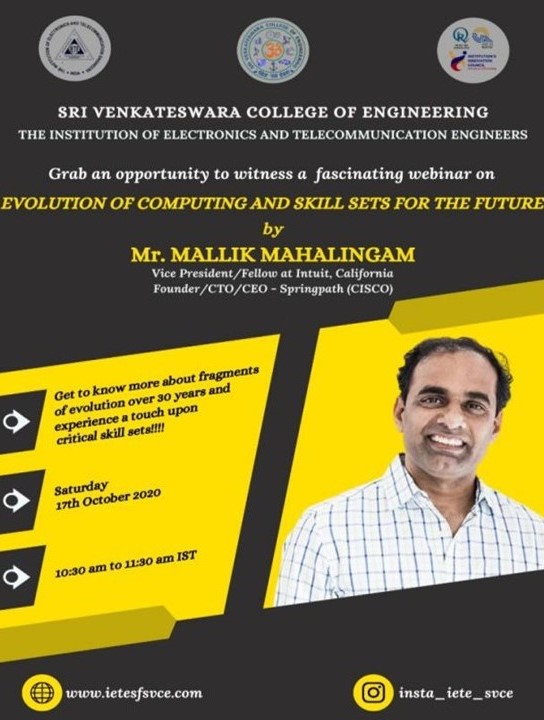 SRI VENKATESWARA COLLEGE OF ENGINEERING
THE INSTITUTION OF ELECTRONICS AND TELECOMMUNICATION ENGINEERS
Grab an opportunity to witness a fascinating webinar on
EVOLUTION OF COMPUTING AND SKILL SETS FOR THE FUTURE
by
Mr. MALLIK MAHALINGAM
Vice President/Fellow at Intuit, California
Founder/CTO/CEO - Springpath (CISCO)
Get to know more about fragments
of evolution over 30 years and
experience a touch upon
critical skill sets!!!!
Saturday
17th October 2020
10:30 am to 11:30 am IST
www.ietesfsvce.com
insta_iete_svce